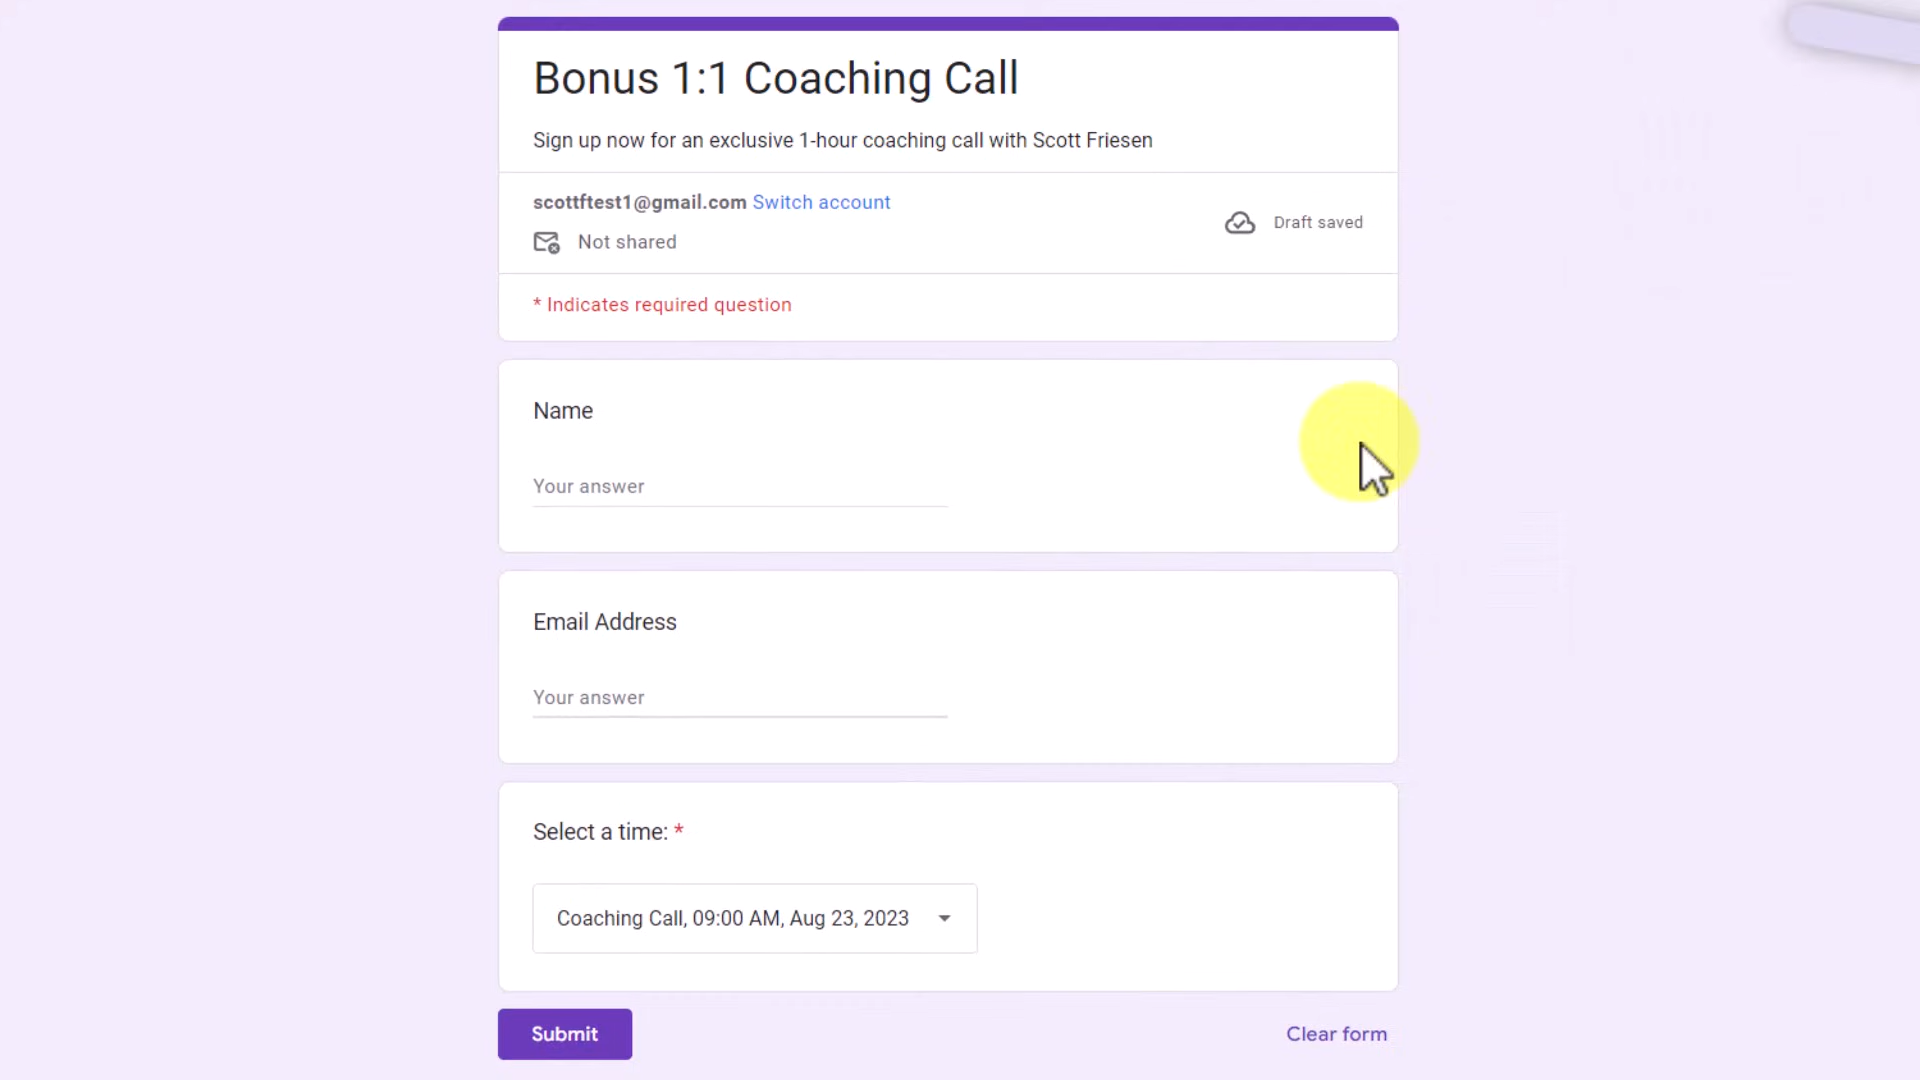 Bonus 1:1 Coaching Call
Sign up now for an exclusive 1-hour coaching call with Scott Friesen
scottftest1@gmail.com Switch account
Draft saved
Not shared
* Indicates required question
Name
Your answer
Email Address
Your answer
Select a time: *
Coaching Call, 09:00 AM, Aug 23, 2023
Submit
Clear form